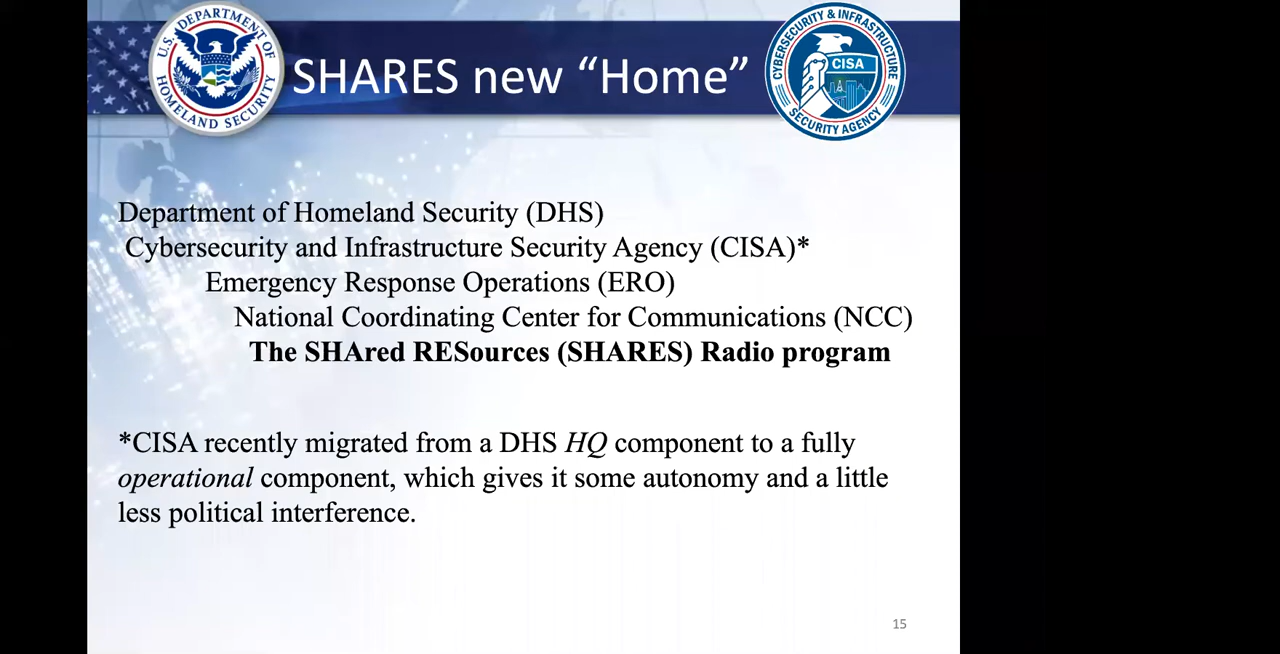 U.S. DEPARTMENT OF HOMELAND SECURITY
SHARES new “Home”
CYBERSECURITY & INFRASTRUCTURE SECURITY AGENCY
CISA
Department of Homeland Security (DHS)
Cybersecurity and Infrastructure Security Agency (CISA)*
Emergency Response Operations (ERO)
National Coordinating Center for Communications (NCC)
The SHAred RESources (SHARES) Radio program
*CISA recently migrated from a DHS HQ component to a fully
operational component, which gives it some autonomy and a little
less political interference.
15